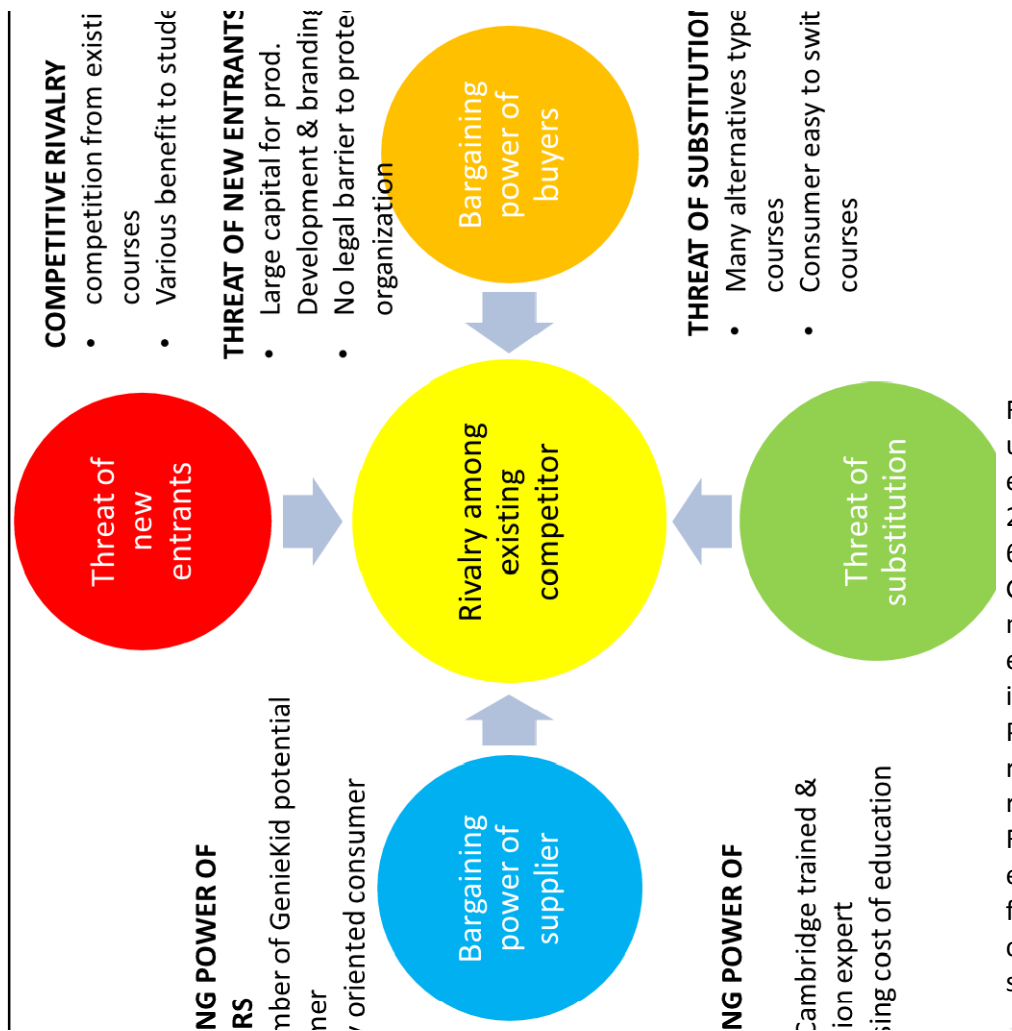 COMPETITIVE RIVALRY
• competition from existi
courses
• Various benefit to stude
Threat of
new
entrants
THREAT OF NEW ENTRANTS
• Large capital for prod.
Development & branding
• No legal barrier to prote
organization
NG POWER OF
RS
mber of GenieKid potential
mer
y oriented consumer
Bargaining
power of
supplier
Rivalry among
existing
competitor
Bargaining
power of
buyers
THREAT OF SUBSTITUTION
• Many alternatives type
courses
• Consumer easy to swit
courses
Threat of
substitution
NG POWER OF
Cambridge trained &
ion expert
sing cost of education